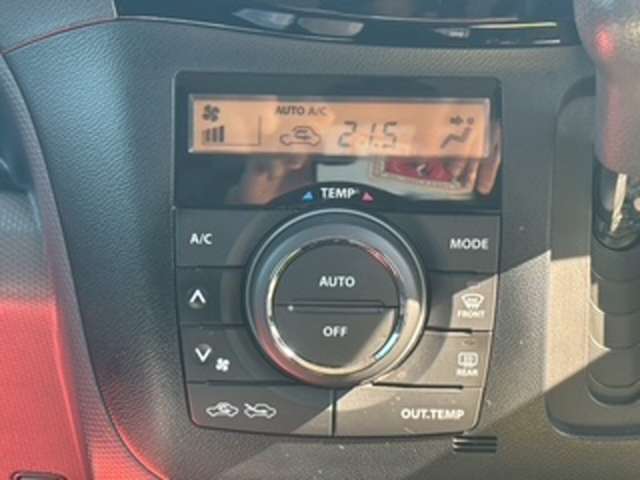 AUTO A/C
21.5
TEMP
A/C
MODE
AUTO
OFF
FRONT
REAR
OUT.TEMP